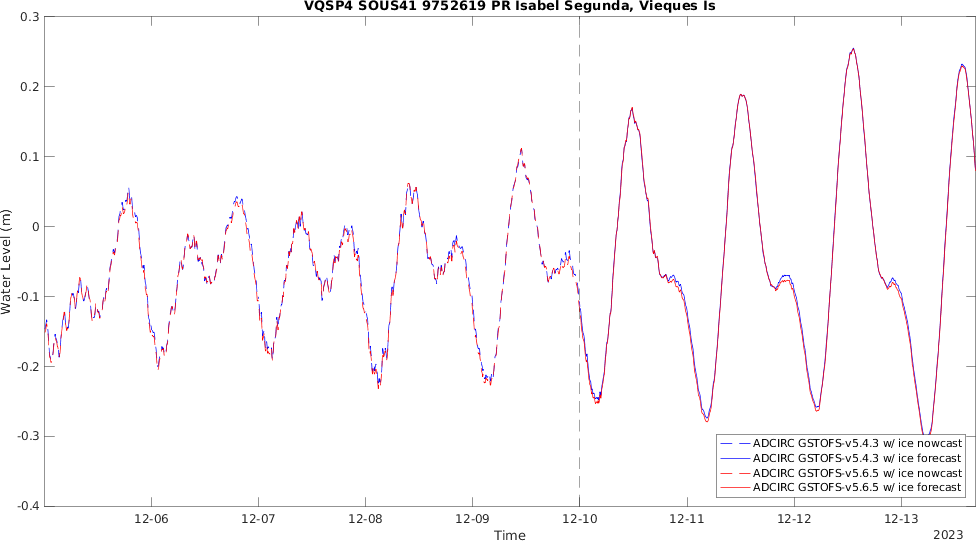 VQSP4 SOUS41 9752619 PR Isabel Segunda, Vieques Is
0.3
0.2
0.1
0
-0.1
-0.2
-0.3
-0.4
Water Level (m)
12-06 12-07 12-08 12-09 12-10 12-11 12-12 12-13
Time
2023
ADCIRC GSTOFS-v5.4.3 w/ ice nowcast
ADCIRC GSTOFS-v5.4.3 w/ ice forecast
ADCIRC GSTOFS-v5.6.5 w/ ice nowcast
ADCIRC GSTOFS-v5.6.5 w/ ice forecast